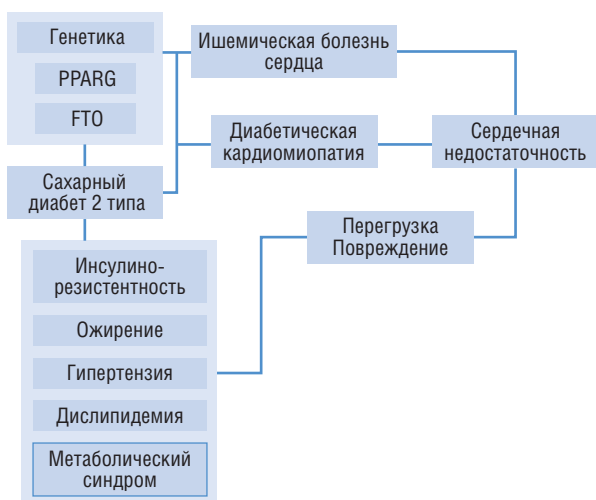 Генетика
PPARG
FTO
Сахарный
диабет 2 типа
Инсулино-
резистентность
Ожирение
Гипертензия
Дислипидемия
Метаболический
синдром
Ишемическая болезнь
сердца
Диабетическая
кардиомиопатия
Сердечная
недостаточность
Перегрузка
Повреждение